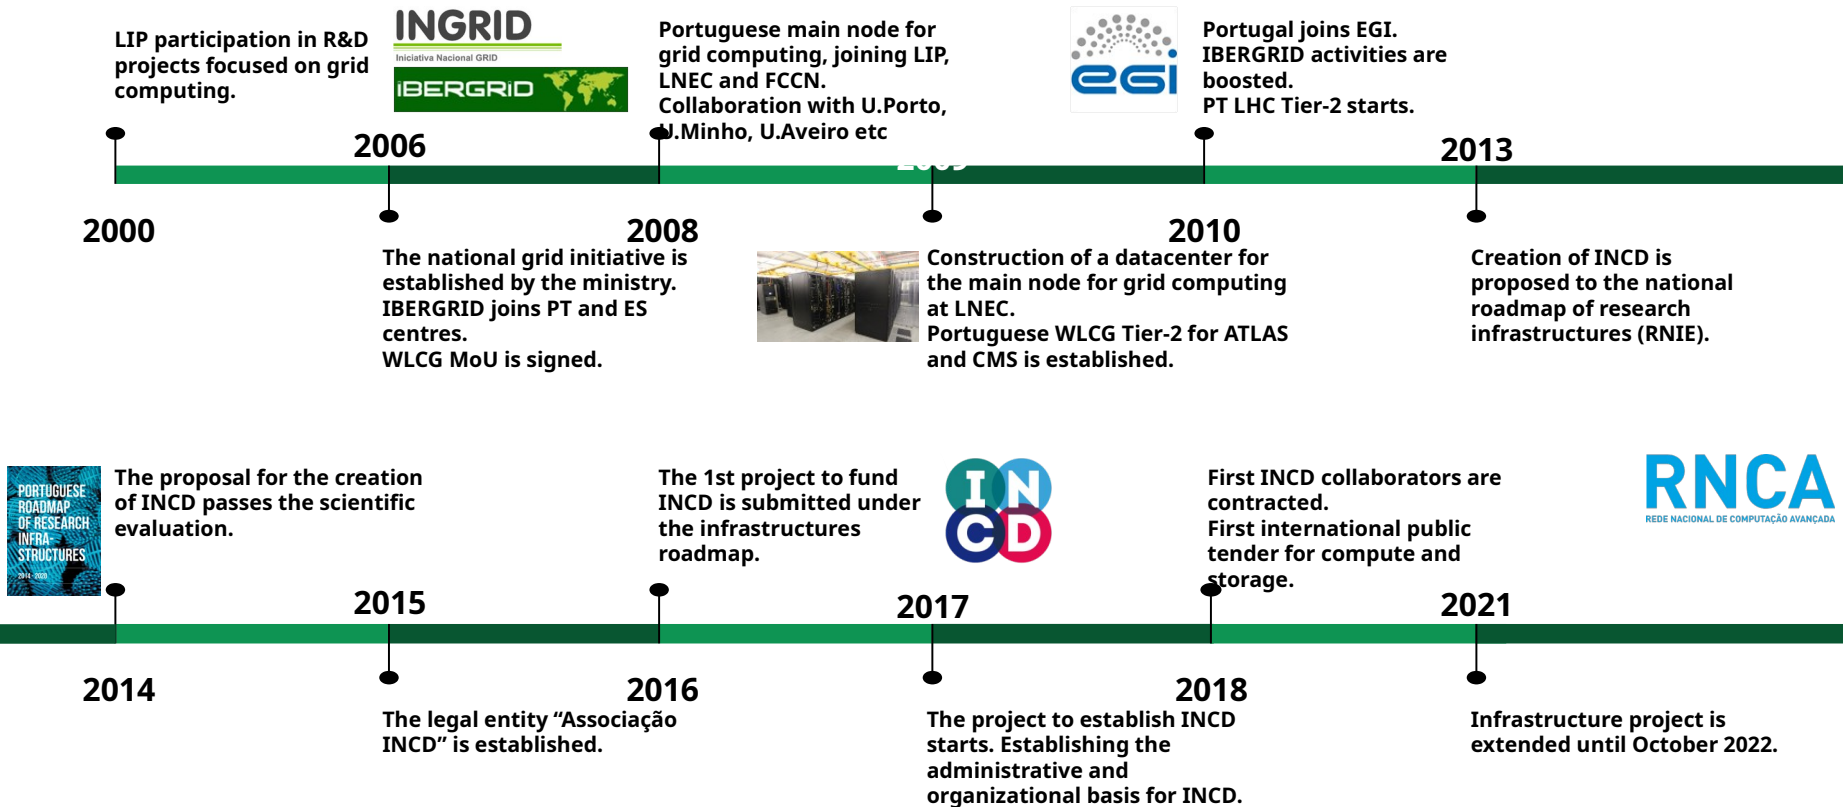 LIP participation in R&D
projects focused on grid
computing.
INGRID
Iniciativa Nacional GRID
iBERGRiD
Portuguese main node for
grid computing, joining LIP,
LNEC and FCCN.
Collaboration with U.Porto,
U.Minho, U.Aveiro etc
egi
Portugal joins EGI.
IBERGRID activities are
boosted.
PT LHC Tier-2 starts.
2006
2009
2013
2000
2008
2010
The national grid initiative is
established by the ministry.
IBERGRID joins PT and ES
centres.
WLCG MoU is signed.
Construction of a datacenter for
the main node for grid computing
at LNEC.
Portuguese WLCG Tier-2 for ATLAS
and CMS is established.
Creation of INCD is
proposed to the national
roadmap of research
infrastructures (RNIE).
PORTUGUESE
ROADMAP
OF RESEARCH
INFRA-
STRUCTURES
2014 - 2020
The proposal for the creation
of INCD passes the scientific
evaluation.
The 1st project to fund
INCD is submitted under
the infrastructures
roadmap.
IN
CD
First INCD collaborators are
contracted.
First international public
tender for compute and
storage.
RNCA
REDE NACIONAL DE COMPUTAÇÃO AVANÇADA
2015
2017
2021
2014
2016
2018
The legal entity “Associação
INCD” is established.
The project to establish INCD
starts. Establishing the
administrative and
organizational basis for INCD.
Infrastructure project is
extended until October 2022.